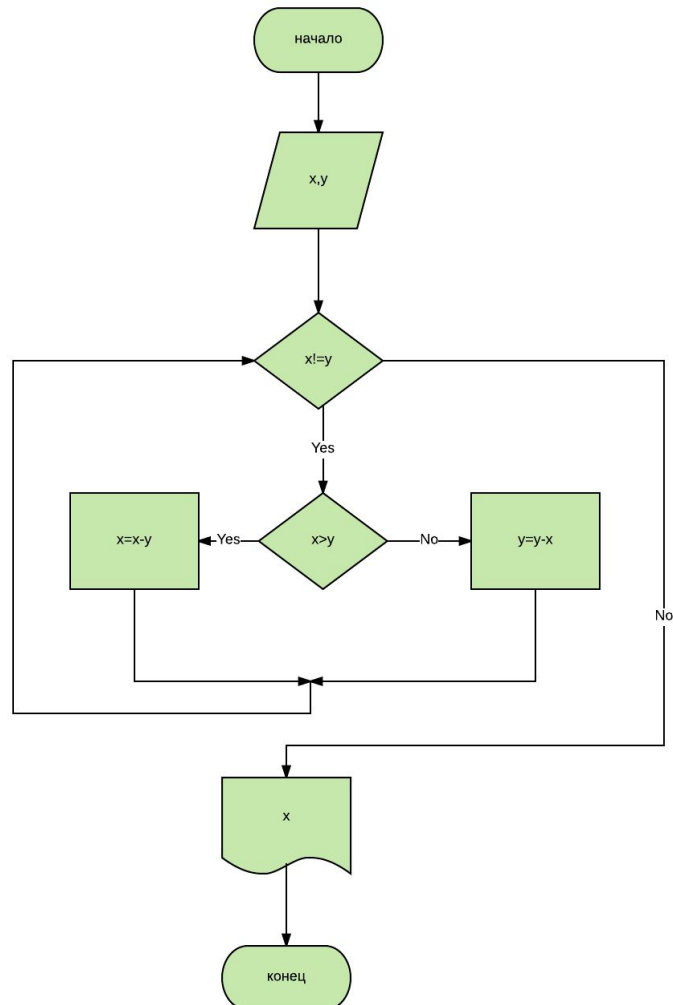 начало
x,y
x!=y
Yes
x=x-y
Yes
x>y
No
y=y-x
No
x
конец